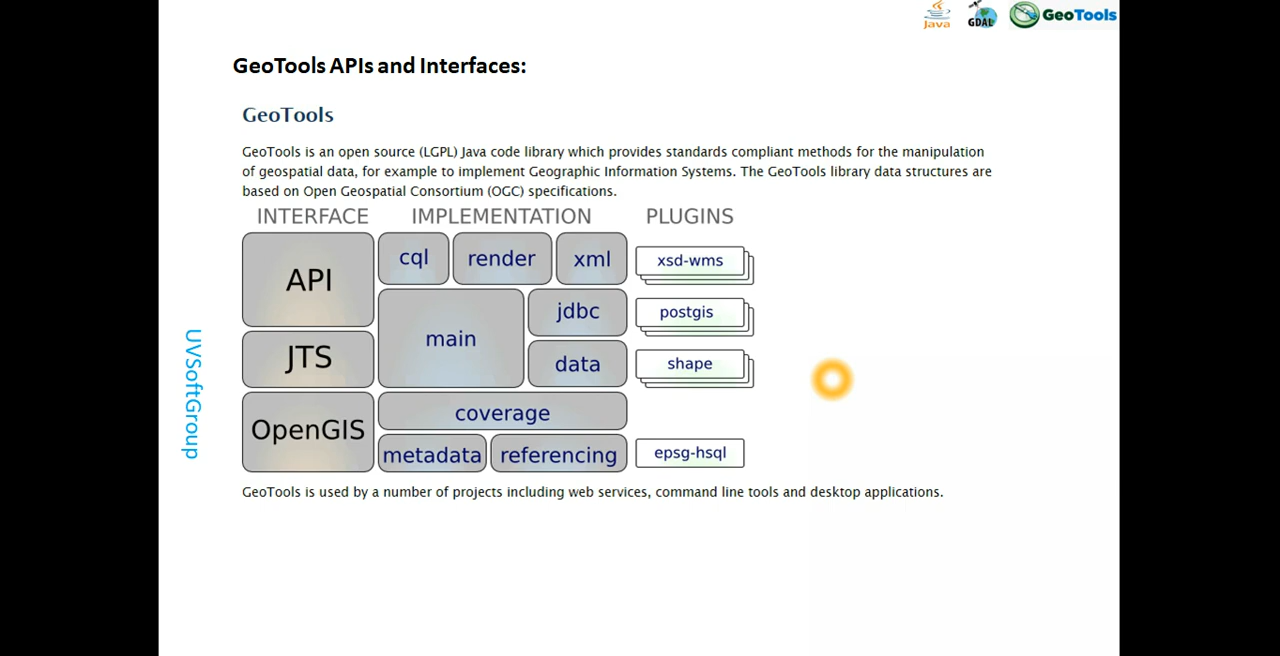 Java
GDAL
GeoTools
GeoTools APIs and Interfaces:
GeoTools
GeoTools is an open source (LGPL) Java code library which provides standards compliant methods for the manipulation
of geospatial data, for example to implement Geographic Information Systems. The GeoTools library data structures are
based on Open Geospatial Consortium (OGC) specifications.
INTERFACE IMPLEMENTATION PLUGINS
API
cql render xml
xsd-wms
main
jdbc
postgis
JTS
data
shape
OpenGIS
coverage
metadata referencing
epsg-hsql
GeoTools is used by a number of projects including web services, command line tools and desktop applications.
UVSoftGroup